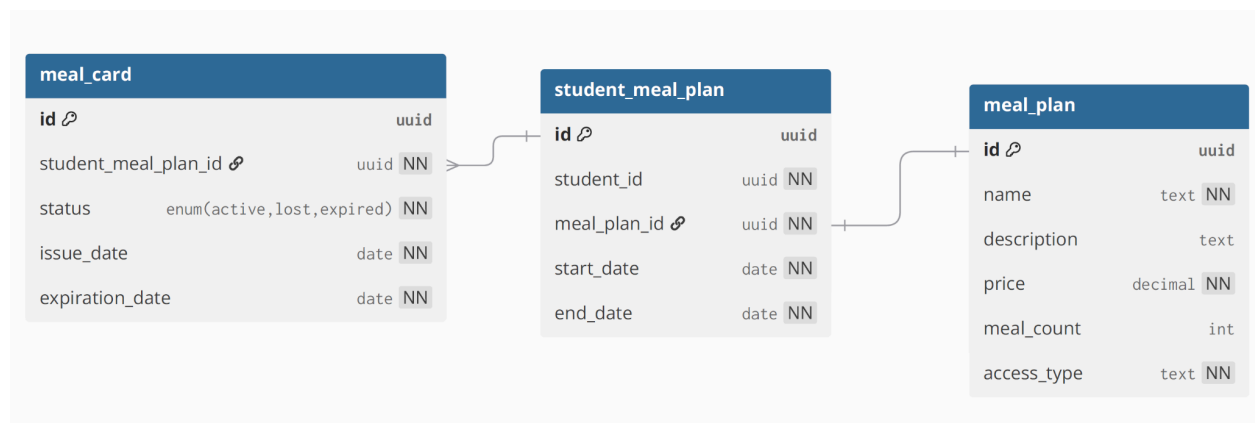 meal_card
id uuid
student_meal_plan_id uuid NN
status enum(active,lost,expired) NN
issue_date date NN
expiration_date date NN
student_meal_plan
id uuid
student_id uuid NN
meal_plan_id uuid NN
start_date date NN
end_date date NN
meal_plan
id uuid
name text NN
description text
price decimal NN
meal_count int
access_type text NN